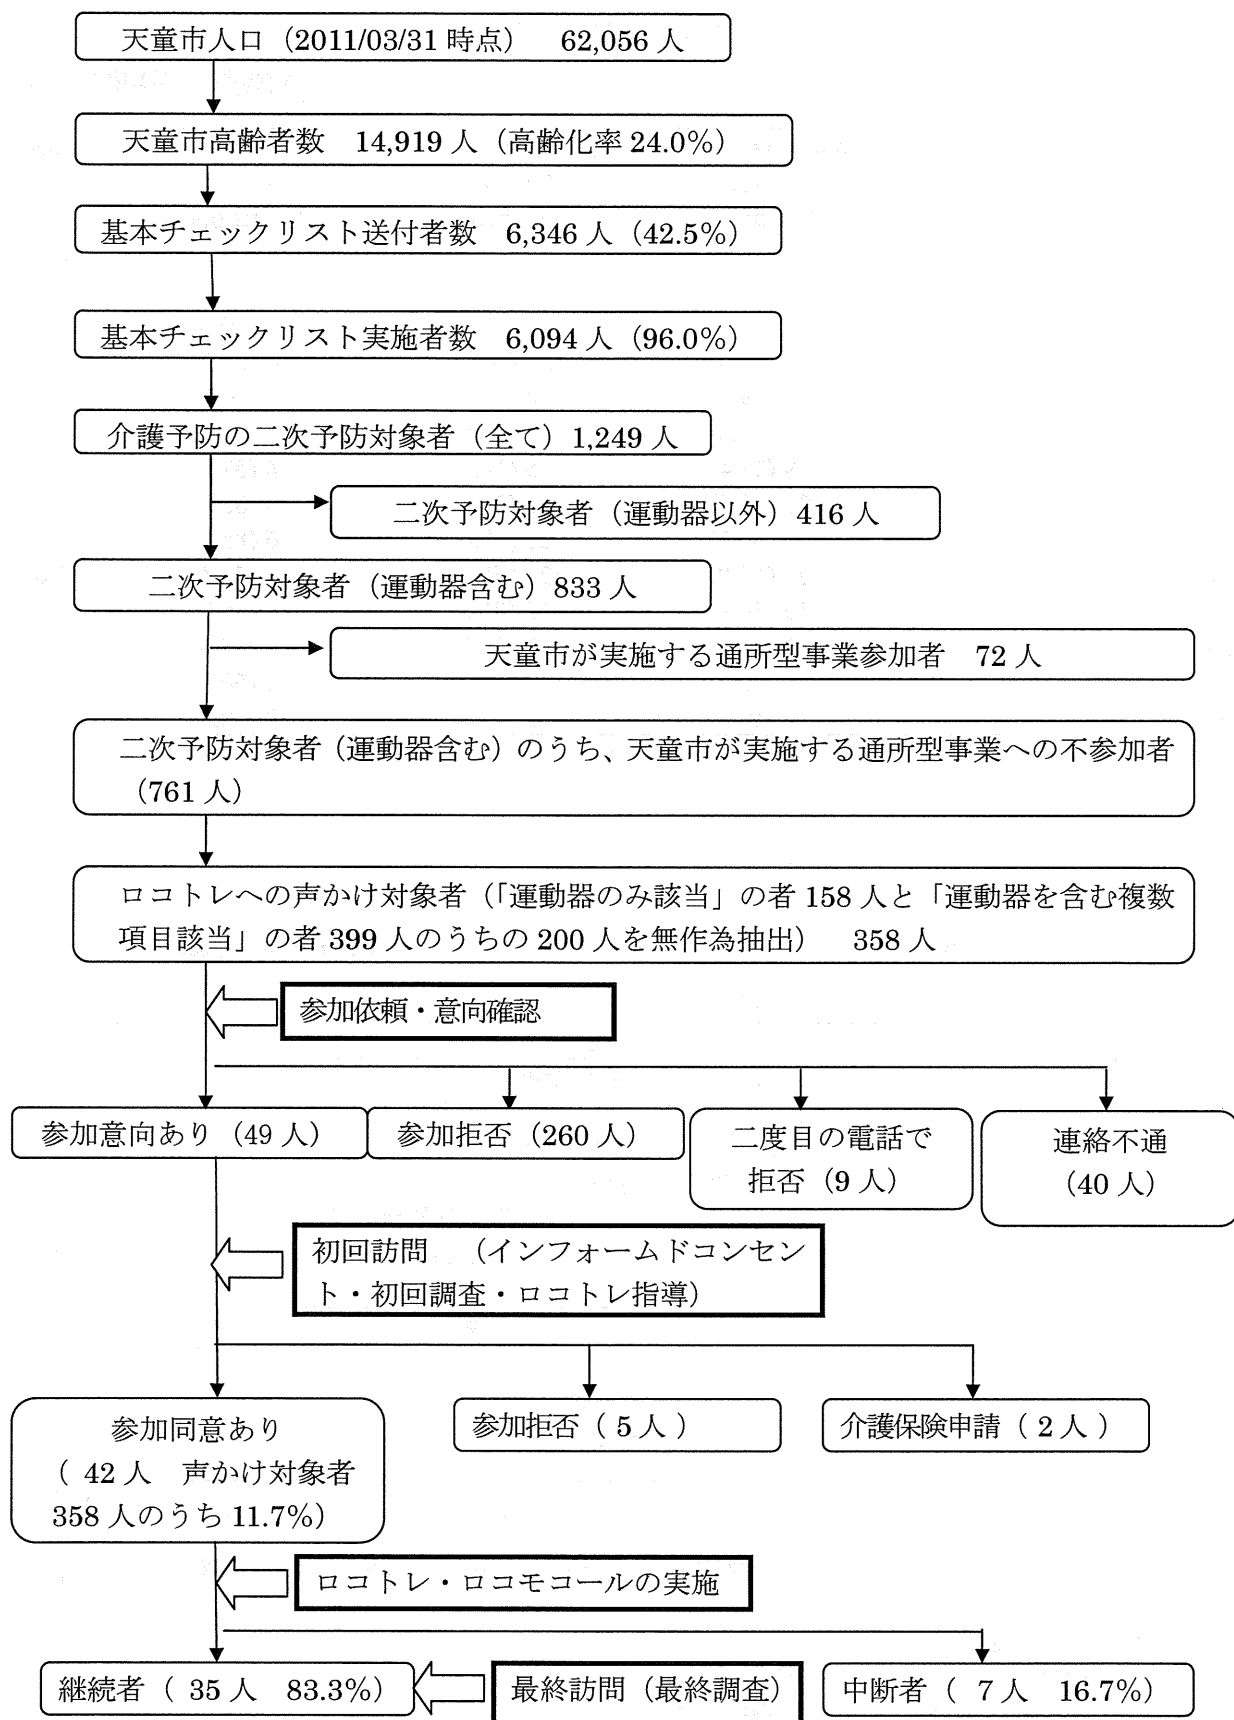 天童市人口（2011/03/31 時点） 62,056 人
天童市高齢者数 14,919 人（高齢化率 24.0％）
基本チェックリスト送付者数 6,346 人（42.5％）
基本チェックリスト実施者数 6,094 人（96.0％）
介護予防の二次予防対象者（全て）1,249 人
二次予防対象者（運動器以外）416 人
二次予防対象者（運動器含む）833 人
天童市が実施する通所型事業参加者 72 人
二次予防対象者（運動器含む）のうち、天童市が実施する通所型事業への不参加者
（761 人）
ロコトレへの声かけ対象者（「運動器のみ該当」の者 158 人と「運動器を含む複数
項目該当」の者 399 人のうちの 200 人を無作為抽出） 358 人
参加依頼・意向確認
参加意向あり（49 人）
参加拒否（260 人）
二度目の電話で
拒否（9 人）
連絡不通
（40 人）
初回訪問 （インフォームドコンセン
ト・初回調査・ロコトレ指導）
参加同意あり
（ 42 人 声かけ対象者
358 人のうち 11.7％）
参加拒否（ 5 人 ）
介護保険申請（ 2 人 ）
ロコトレ・ロコモコールの実施
継続者（ 35 人 83.3％）
最終訪問（最終調査）
中断者（ 7 人 16.7％）